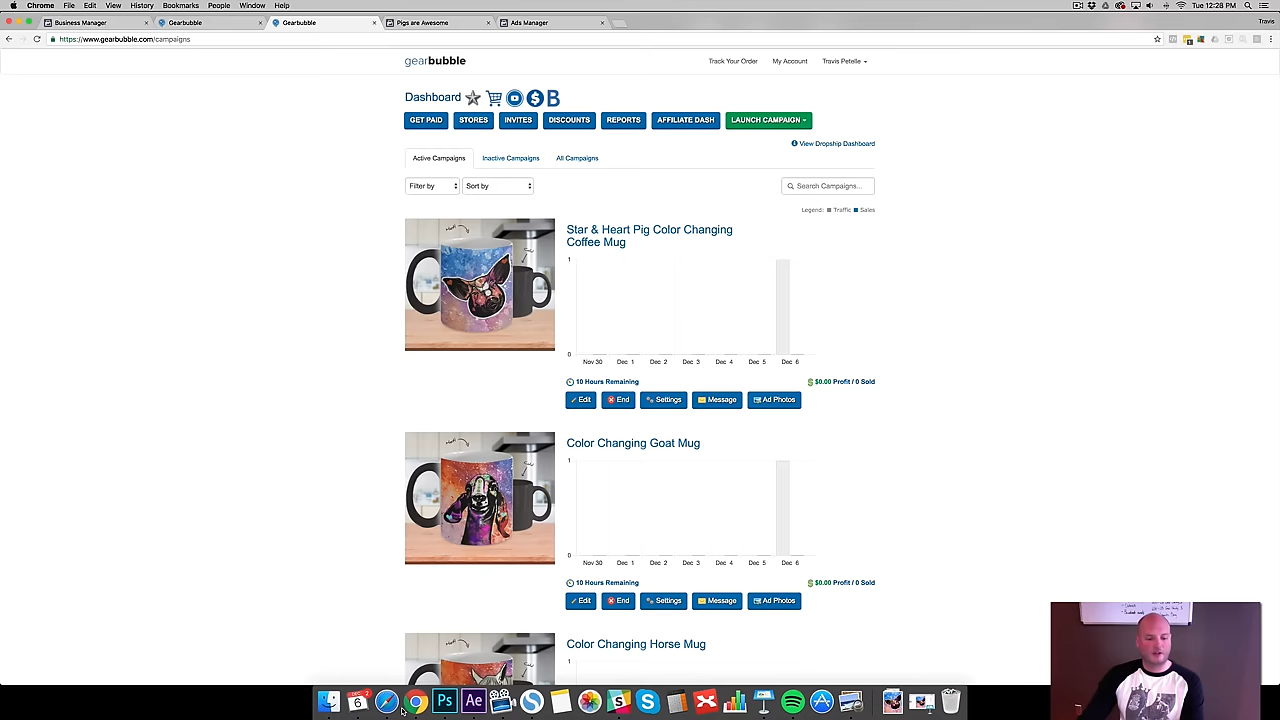 Chrome File Edit View History Bookmarks People Window Help Tue 12:28 PM
Business Manager Gearbubble Gearbubble Pigs are Awesome Ads Manager Travis
https://www.gearbubble.com/campaigns
gearbubble Track Your Order My Account Travis Petelle
Dashboard B
GET PAID STORES INVITES DISCOUNTS REPORTS AFFILIATE DASH LAUNCH CAMPAIGN
View Dropship Dashboard
Active Campaigns Inactive Campaigns All Campaigns
Filter by Sort by Search Campaigns...
Legend: Traffic Sales
Star & Heart Pig Color Changing
Coffee Mug
1
0
Nov 30 Dec 1 Dec 2 Dec 3 Dec 4 Dec 5 Dec 6
10 Hours Remaining $0.00 Profit / 0 Sold
Edit End Settings Message Ad Photos
Color Changing Goat Mug
1
0
Nov 30 Dec 1 Dec 2 Dec 3 Dec 4 Dec 5 Dec 6
10 Hours Remaining $0.00 Profit / 0 Sold
Edit End Settings Message Ad Photos
Color Changing Horse Mug
1
DEC
6
Ps Ae